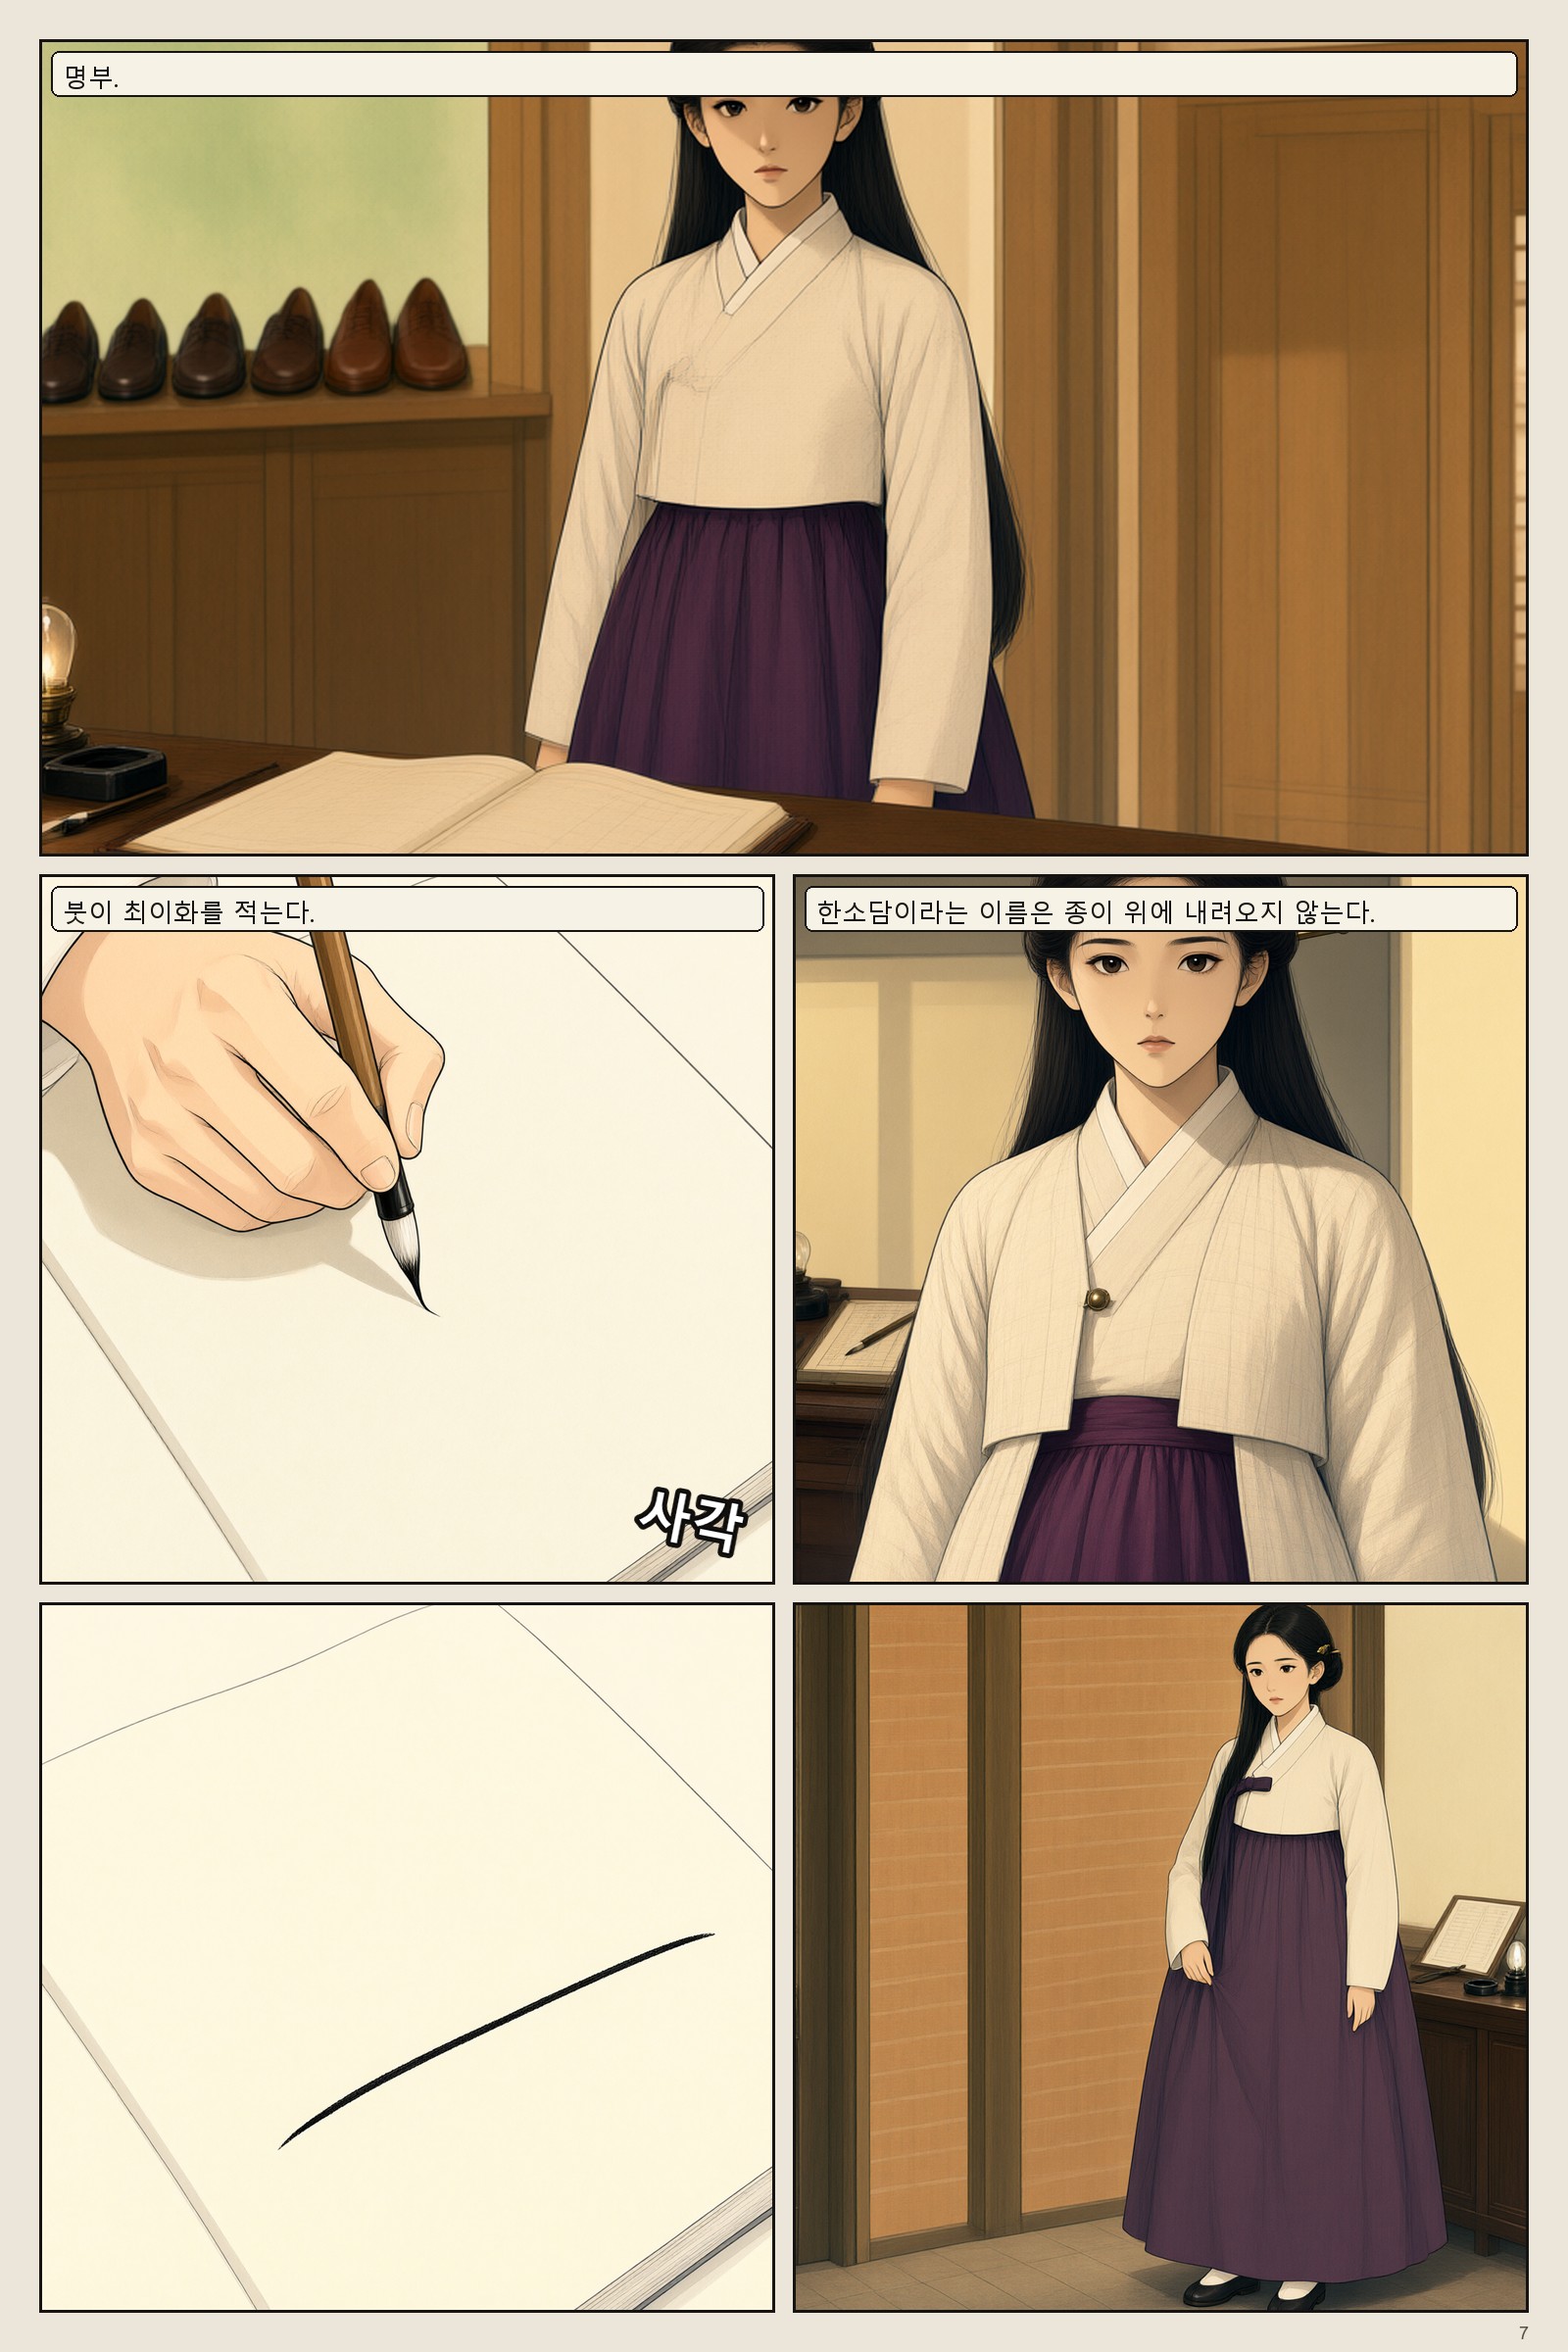 명부.
붓이 최이화를 적는다.
한소담이라는 이름은 종이 위에 내려오지 않는다.
사각
7